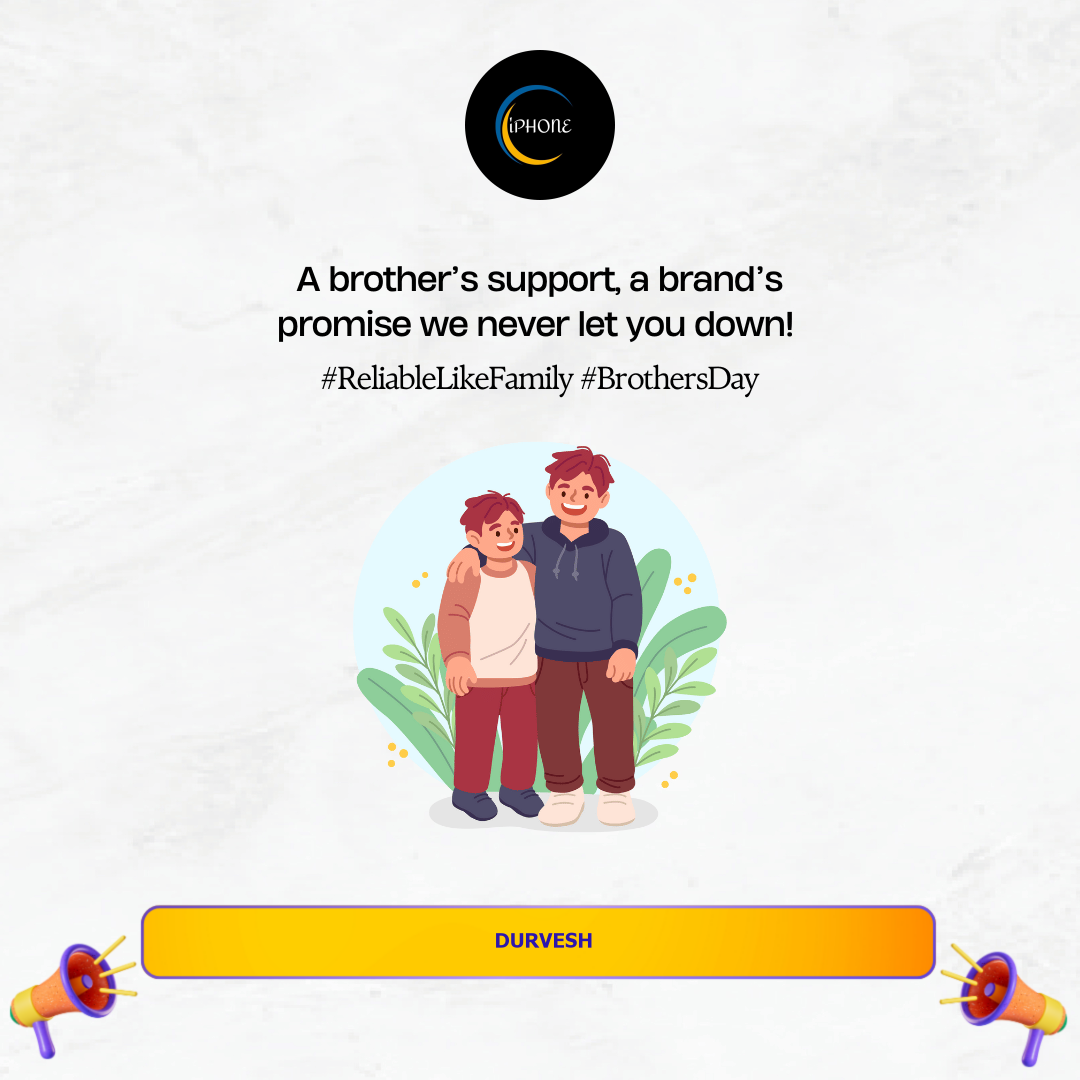 iPHONE
A brother’s support, a brand’s
promise we never let you down!
#ReliableLikeFamily #BrothersDay
DURVESH